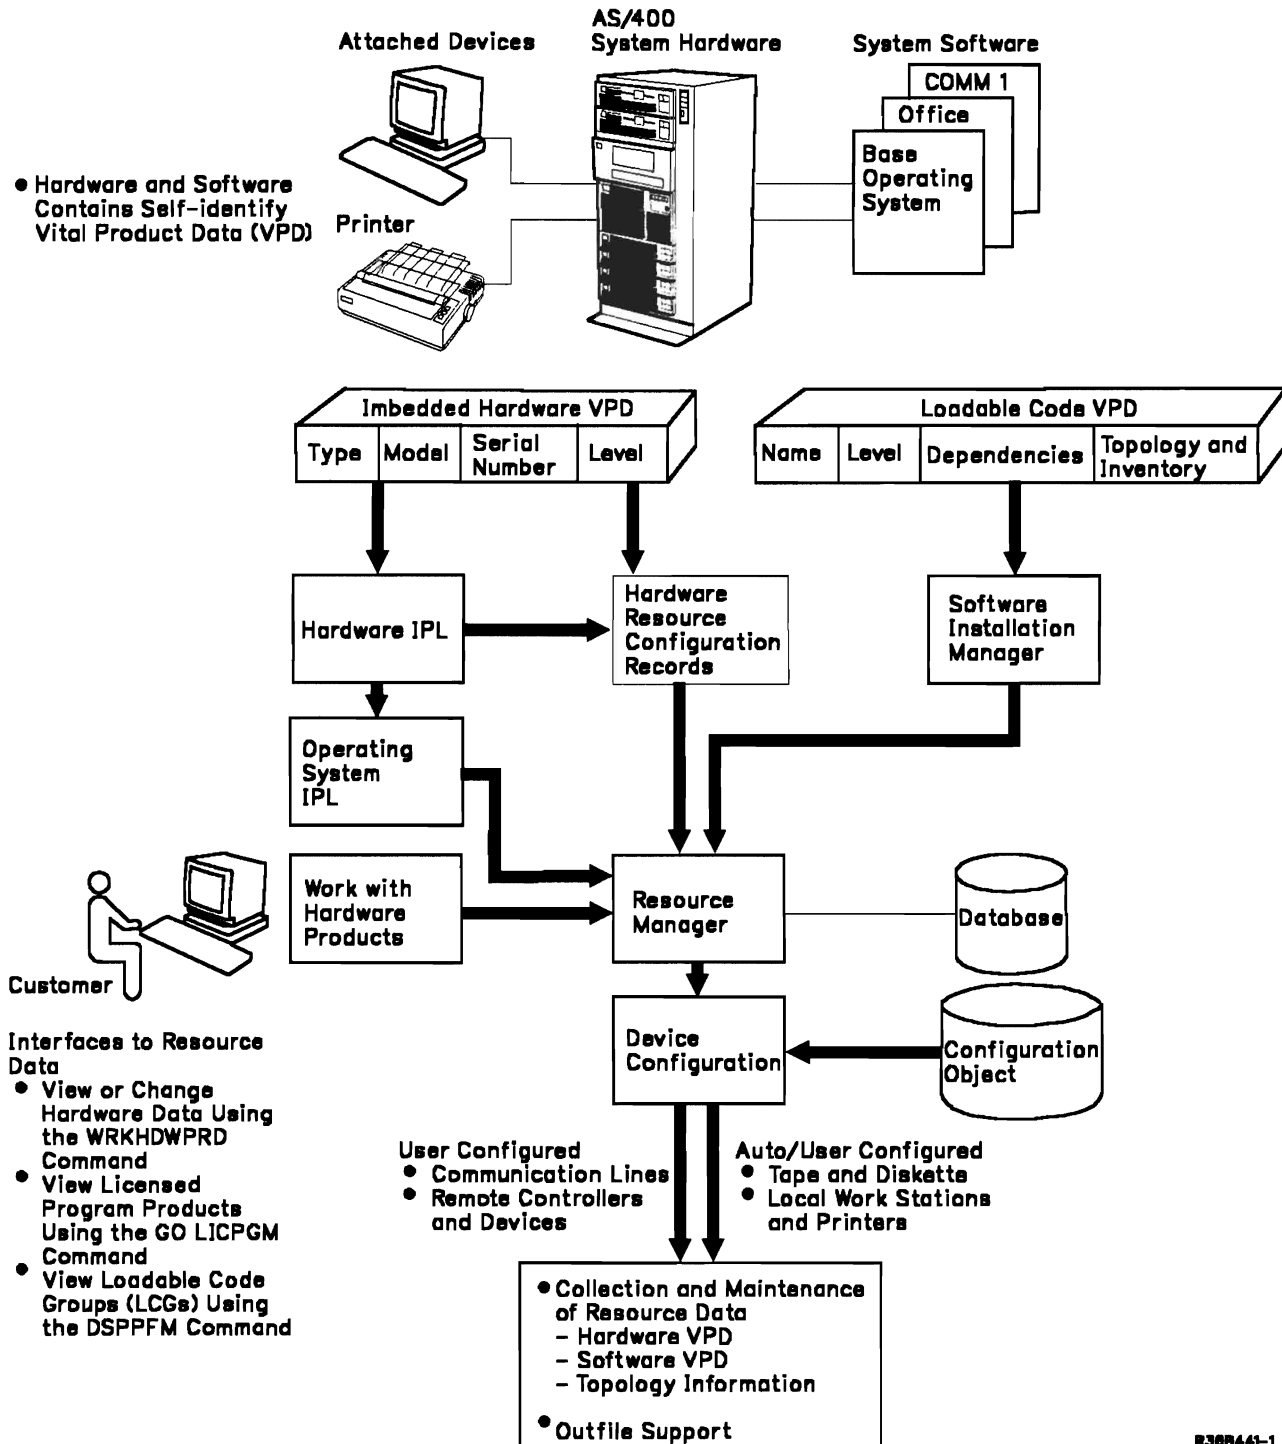 AS/400
System Hardware
Attached Devices
System Software
COMM 1
Office
Base
Operating
System
● Hardware and Software
Contains Self-identify
Vital Product Data (VPD)
Printer
Imbedded Hardware VPD
Type
Model
Serial
Number
Level
Loadable Code VPD
Name
Level
Dependencies
Topology and
Inventory
Hardware IPL
Hardware
Resource
Configuration
Records
Software
Installation
Manager
Operating
System
IPL
Work with
Hardware
Products
Resource
Manager
Database
Customer
Device
Configuration
Configuration
Object
Interfaces to Resource
Data
● View or Change
Hardware Data Using
the WRKHDWPRD
Command
● View Licensed
Program Products
Using the GO LICPGM
Command
● View Loadable Code
Groups (LCGs) Using
the DSPPFM Command
User Configured
● Communication Lines
● Remote Controllers
and Devices
Auto/User Configured
● Tape and Diskette
● Local Work Stations
and Printers
● Collection and Maintenance
of Resource Data
– Hardware VPD
– Software VPD
– Topology Information
● Outfile Support